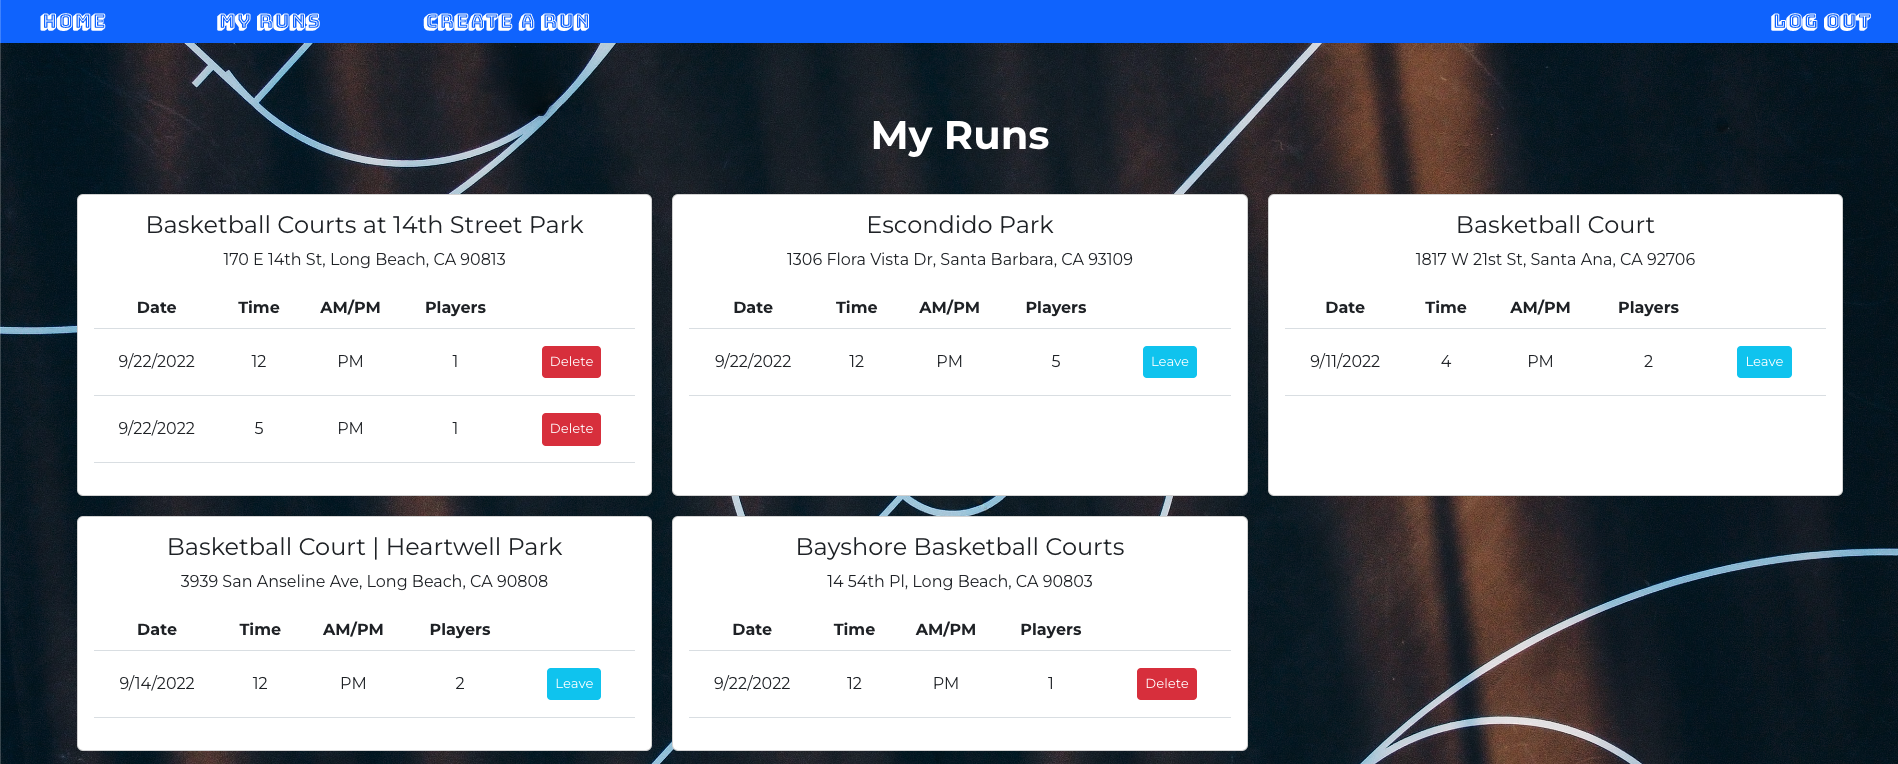 HOME MY RUNS CREATE A RUN LOG OUT
My Runs
Basketball Courts at 14th Street Park
170 E 14th St, Long Beach, CA 90813
Date Time AM/PM Players
9/22/2022 12 PM 1 Delete
9/22/2022 5 PM 1 Delete
Escondido Park
1306 Flora Vista Dr, Santa Barbara, CA 93109
Date Time AM/PM Players
9/22/2022 12 PM 5 Leave
Basketball Court
1817 W 21st St, Santa Ana, CA 92706
Date Time AM/PM Players
9/11/2022 4 PM 2 Leave
Basketball Court | Heartwell Park
3939 San Anseline Ave, Long Beach, CA 90808
Date Time AM/PM Players
9/14/2022 12 PM 2 Leave
Bayshore Basketball Courts
14 54th Pl, Long Beach, CA 90803
Date Time AM/PM Players
9/22/2022 12 PM 1 Delete